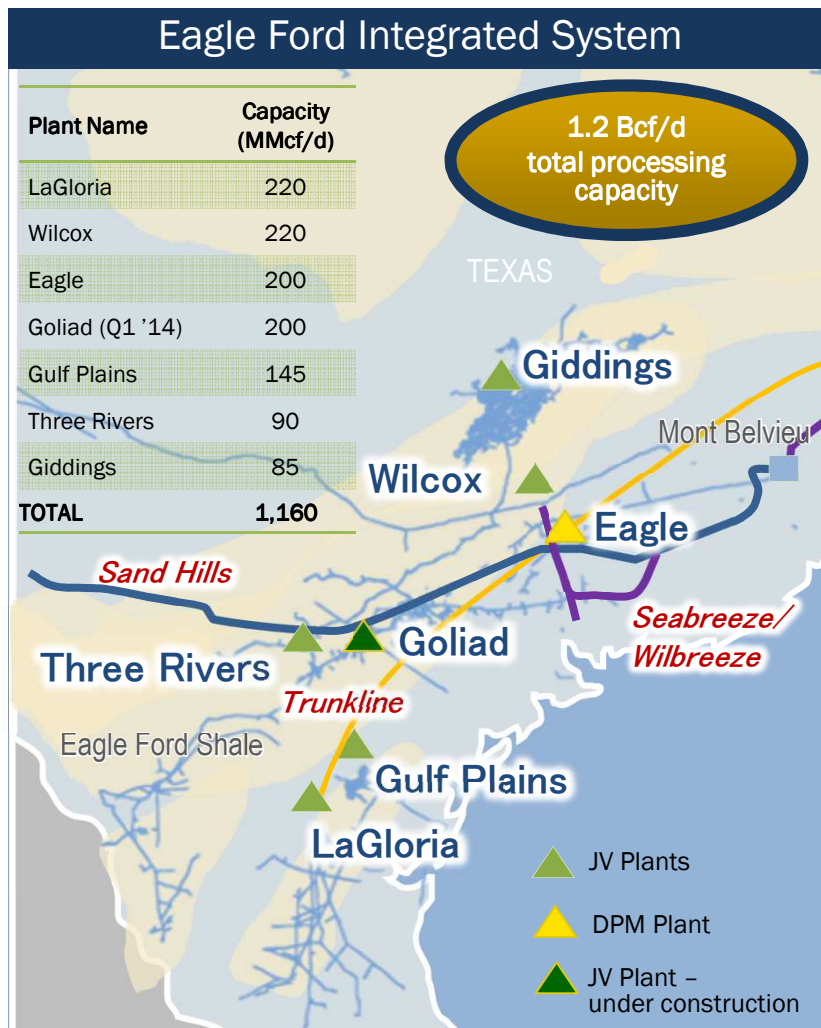 Eagle Ford Integrated System
Plant Name
Capacity
(MMcf/d)
LaGloria 220
Wilcox 220
Eagle 200
Goliad (Q1 ’14) 200
Gulf Plains 145
Three Rivers 90
Giddings 85
TOTAL 1,160
1.2 Bcf/d
total processing
capacity
TEXAS
Giddings
Mont Belvieu
Wilcox
Eagle
Sand Hills
Seabreeze/
Wilbreeze
Goliad
Three Rivers
Trunkline
Eagle Ford Shale
Gulf Plains
LaGloria
JV Plants
DPM Plant
JV Plant –
under construction